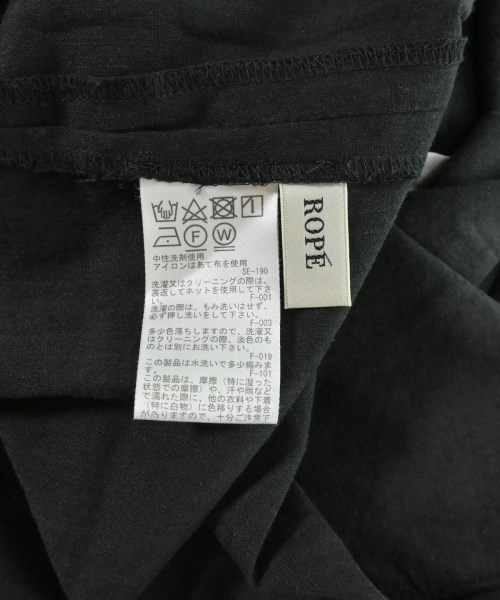 中性洗剤使用
アイロンはあて布を使用
SE-190
洗濯又はクリーニングの際は、
裏返してネットを使用して下さい。
F-001
洗濯の際は、もみ洗いはせず、
必ず押し洗いをして下さい。
F-003
多少色落ちしますので、洗濯又
はクリーニングの際、淡色のも
のとは別にお洗い下さい。
F-019
この製品は水洗いで多少縮みま
す。
F-101
この製品は、摩擦（特に湿った
状態での摩擦）や、汗や雨など
で濡れた際に、他の衣料や下着
（特に白物）に色移りする場合
がありますので、十分ご注意下
ROPÉ
F
W